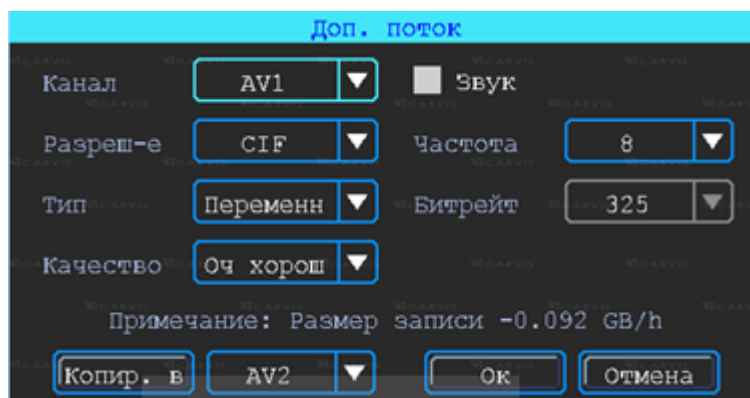 Доп. поток
Канал AV1 Звук
Разреш-е CIF Частота 8
Тип Переменн Битрейт 325
Качество Оч хорош
Примечание: Размер записи -0.092 GB/h
Копир. в AV2 Ок Отмена